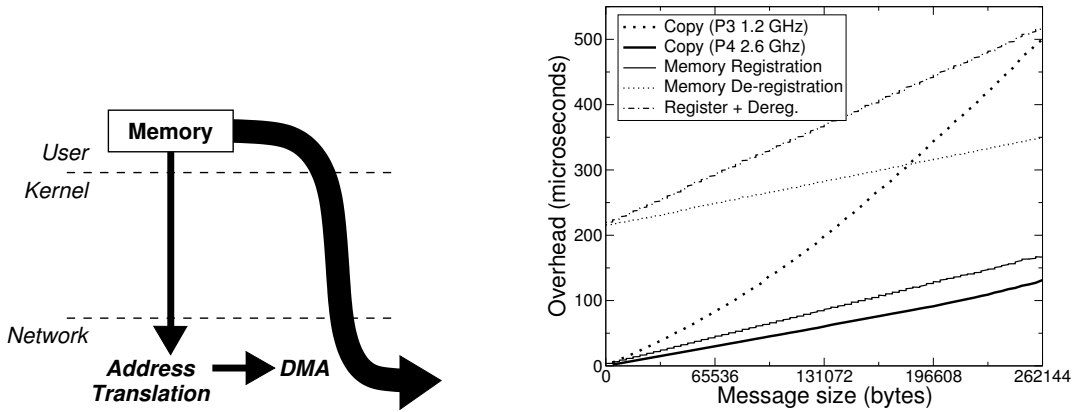 Memory
User
Kernel
Network
Address
Translation
DMA
Copy (P3 1.2 GHz)
Copy (P4 2.6 Ghz)
Memory Registration
Memory De-registration
Register + Dereg.
Overhead (microseconds)
500
400
300
200
100
0
0
65536
131072
196608
262144
Message size (bytes)